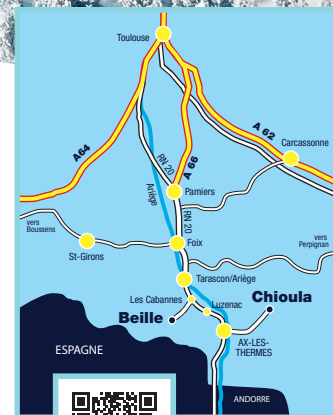 Toulouse
A64
RN 20
A 66
A 62
Carcassonne
Ariège
Pamiers
vers
Boussens
RN 20
St-Girons
Foix
vers
Perpignan
Tarascon/Ariège
Les Cabannes
Luzenac
Chioula
Beille
AX-LES-
THERMES
ESPAGNE
ANDORRE